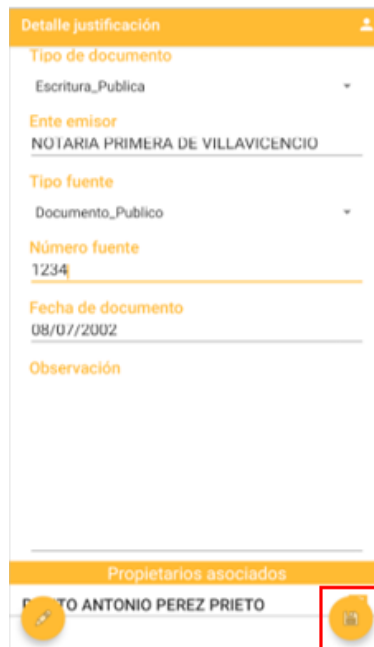 Detalle justificación
Tipo de documento
Escritura_Publica
Ente emisor
NOTARIA PRIMERA DE VILLAVICENCIO
Tipo fuente
Documento_Publico
Número fuente
1234
Fecha de documento
08/07/2002
Observación
Propietarios asociados
ANTONIO PEREZ PRIETO